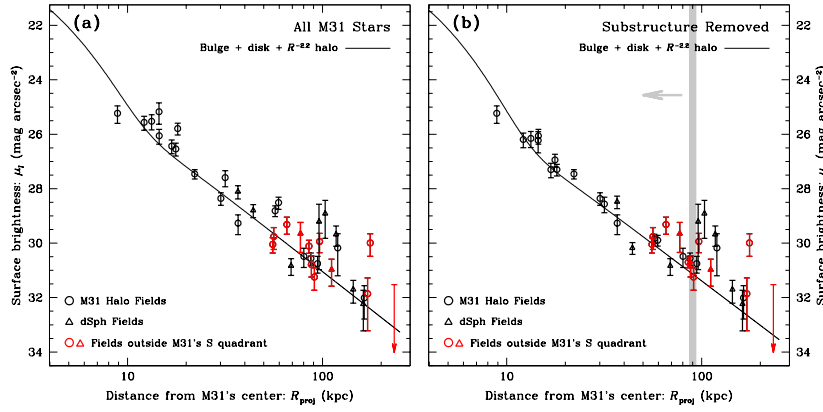 (a) All M31 Stars
Bulge + disk + R^−2.2 halo
22
24
26
28
30
32
34
Surface brightness: μ_I (mag arcsec^−2)
M31 Halo Fields
dSph Fields
Fields outside M31's S quadrant
10 100
Distance from M31's center: R_proj (kpc)
(b) Substructure Removed
Bulge + disk + R^−2.2 halo
22
24
26
28
30
32
34
Surface brightness: μ_I (mag arcsec^−2)
M31 Halo Fields
dSph Fields
Fields outside M31's S quadrant
10 100
Distance from M31's center: R_proj (kpc)